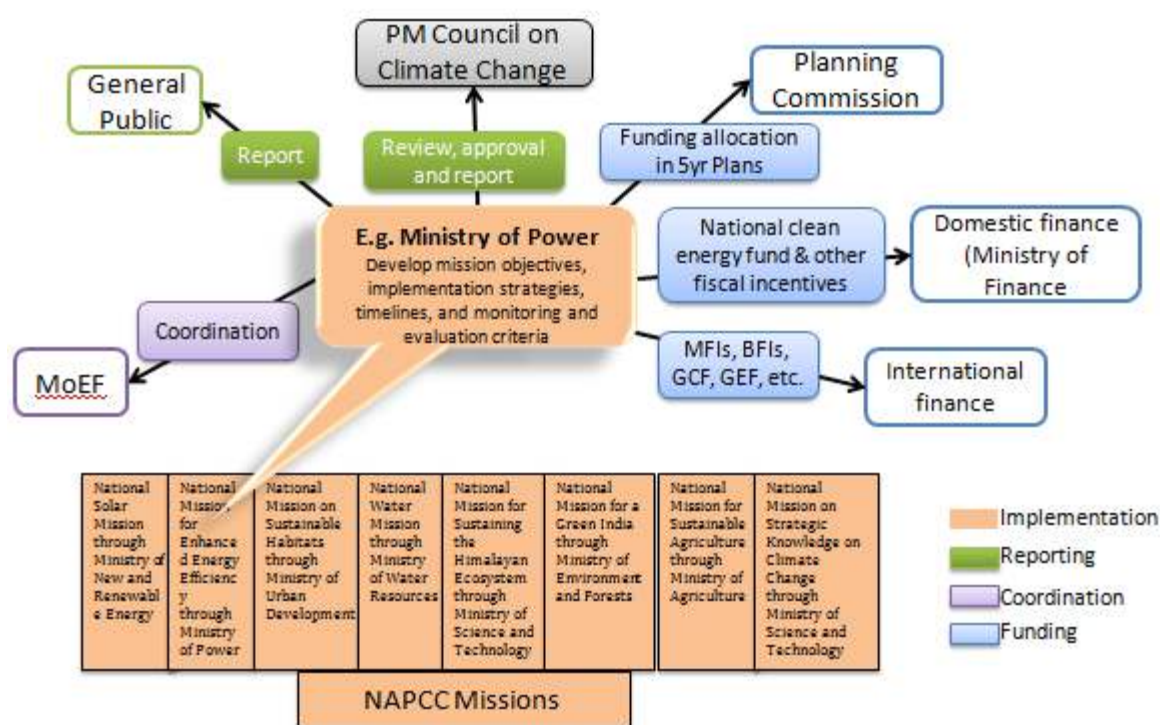 PM Council on
Climate Change
General
Public
Planning
Commission
Report
Review, approval
and report
Funding allocation
in 5yr Plans
E.g. Ministry of Power
Develop mission objectives,
implementation strategies,
timelines, and monitoring and
evaluation criteria
National clean
energy fund & other
fiscal incentives
Domestic finance
(Ministry of
Finance
Coordination
MoEF
MFIs, BFIs,
GCF, GEF, etc.
International
finance
National
Solar
Mission
through
Ministry of
New and
Renewabl
e Energy
National
Mission
for
Enhance
d Energy
Efficienc
y
through
Ministry
of Power
National
Mission on
Sustainable
Habitats
through
Ministry of
Urban
Development
National
Water
Mission
through
Ministry
of Water
Resources
National
Mission for
Sustaining
the
Himalayan
Ecosystem
through
Ministry of
Science and
Technology
National
Mission for a
Green India
through
Ministry of
Environment
and Forests
National
Mission for
Sustainable
Agriculture
through
Ministry of
Agriculture
National
Mission on
Strategic
Knowledge on
Climate
Change
through
Ministry of
Science and
Technology
NAPCC Missions
Implementation
Reporting
Coordination
Funding